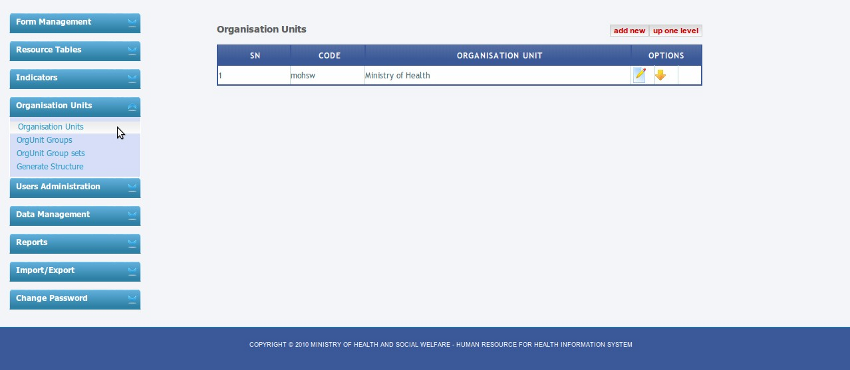 Form Management
Resource Tables
Indicators
Organisation Units
Organisation Units
OrgUnit Groups
OrgUnit Group sets
Generate Structure
Users Administration
Data Management
Reports
Import/Export
Change Password
Organisation Units
add new up one level
SN CODE ORGANISATION UNIT OPTIONS
1 mohsw Ministry of Health
COPYRIGHT © 2010 MINISTRY OF HEALTH AND SOCIAL WELFARE - HUMAN RESOURCE FOR HEALTH INFORMATION SYSTEM